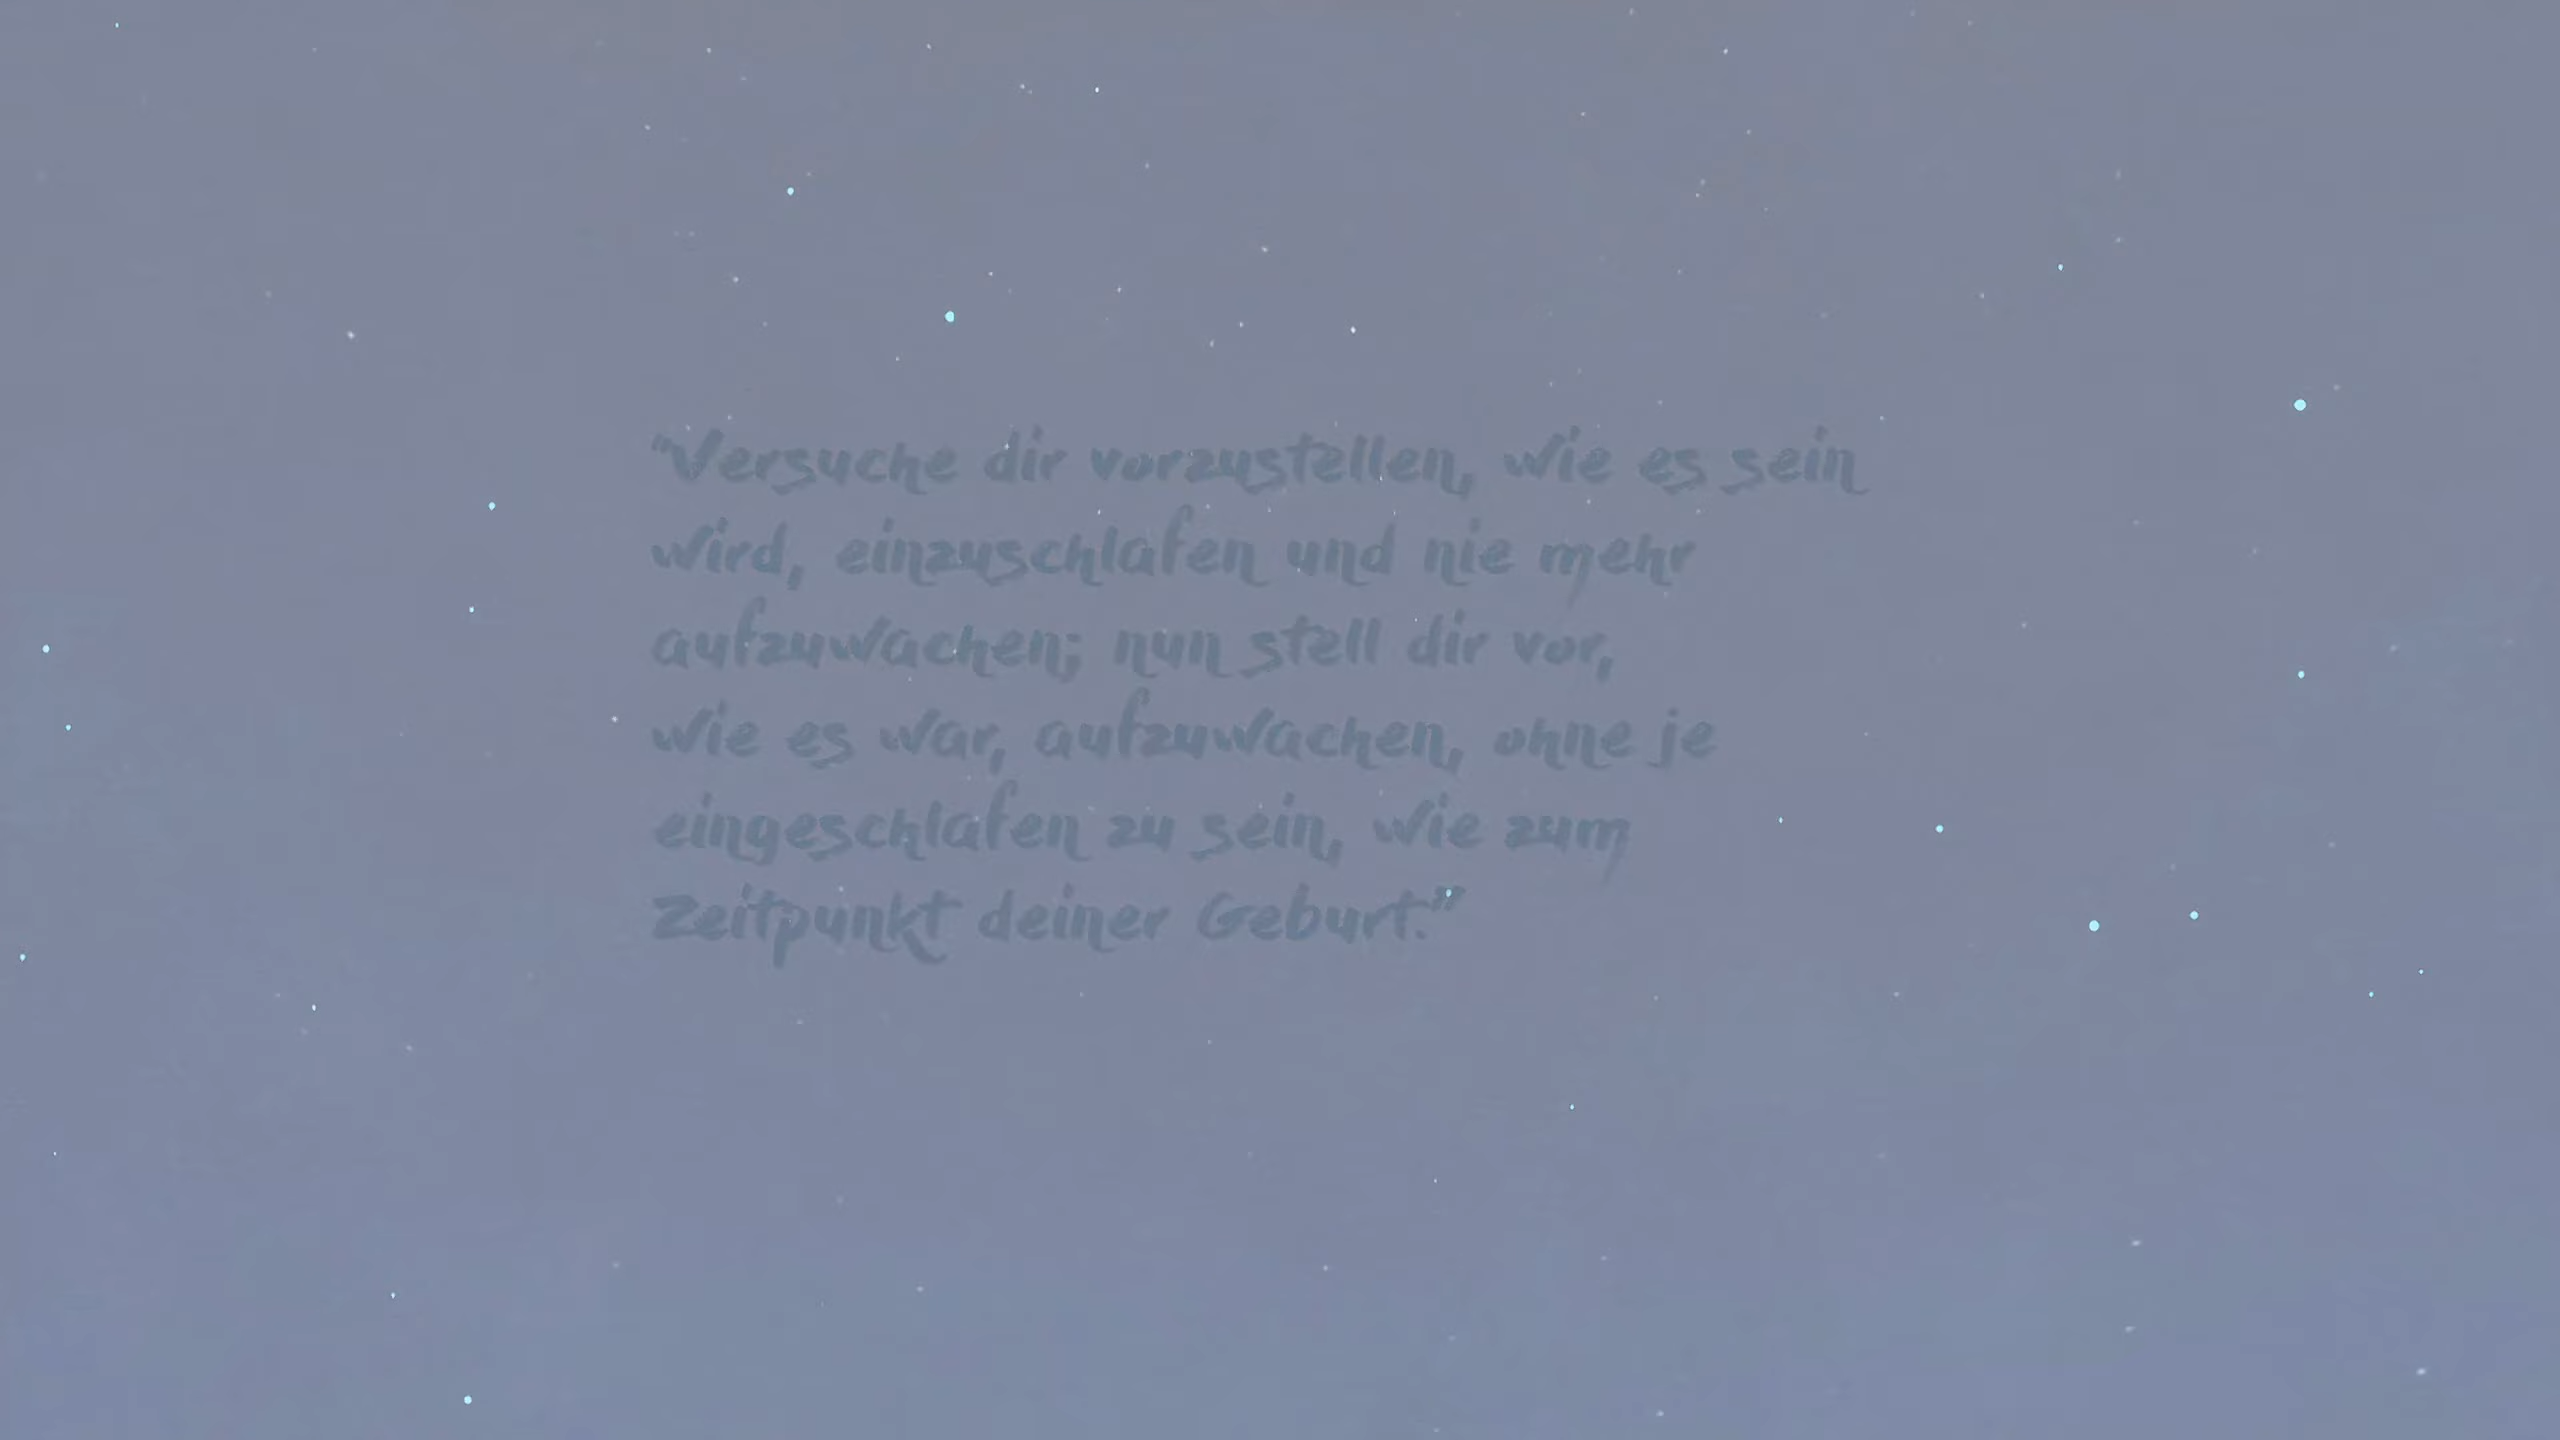 "Versuche dir vorzustellen, wie es sein
wird, einzuschlafen und nie mehr
aufzuwachen; nun stell dir vor,
wie es war, aufzuwachen, ohne je
eingeschlafen zu sein, wie zum
Zeitpunkt deiner Geburt."